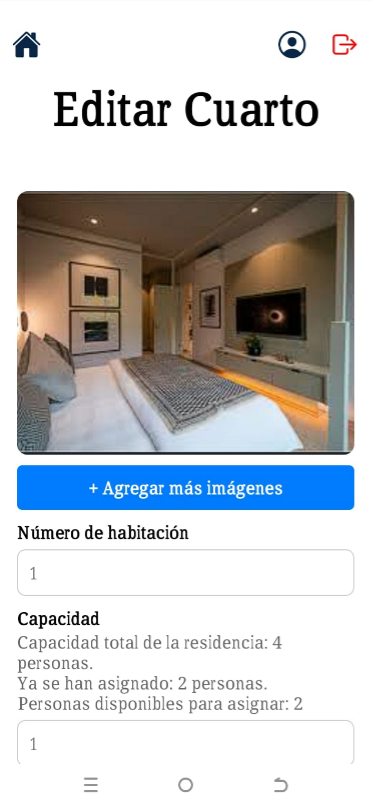 Editar Cuarto
+ Agregar más imágenes
Número de habitación
1
Capacidad
Capacidad total de la residencia: 4
personas.
Ya se han asignado: 2 personas.
Personas disponibles para asignar: 2
1